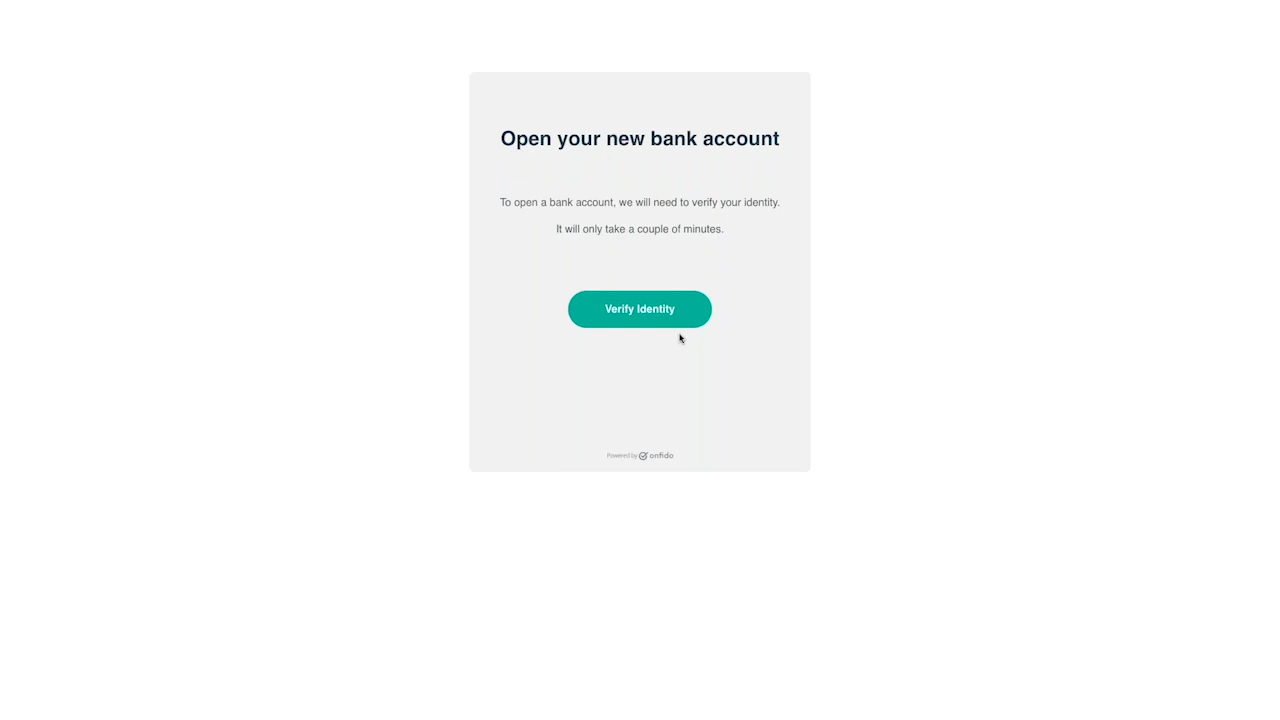 Open your new bank account
To open a bank account, we will need to verify your identity.
It will only take a couple of minutes.
Verify Identity
Powered by onfido